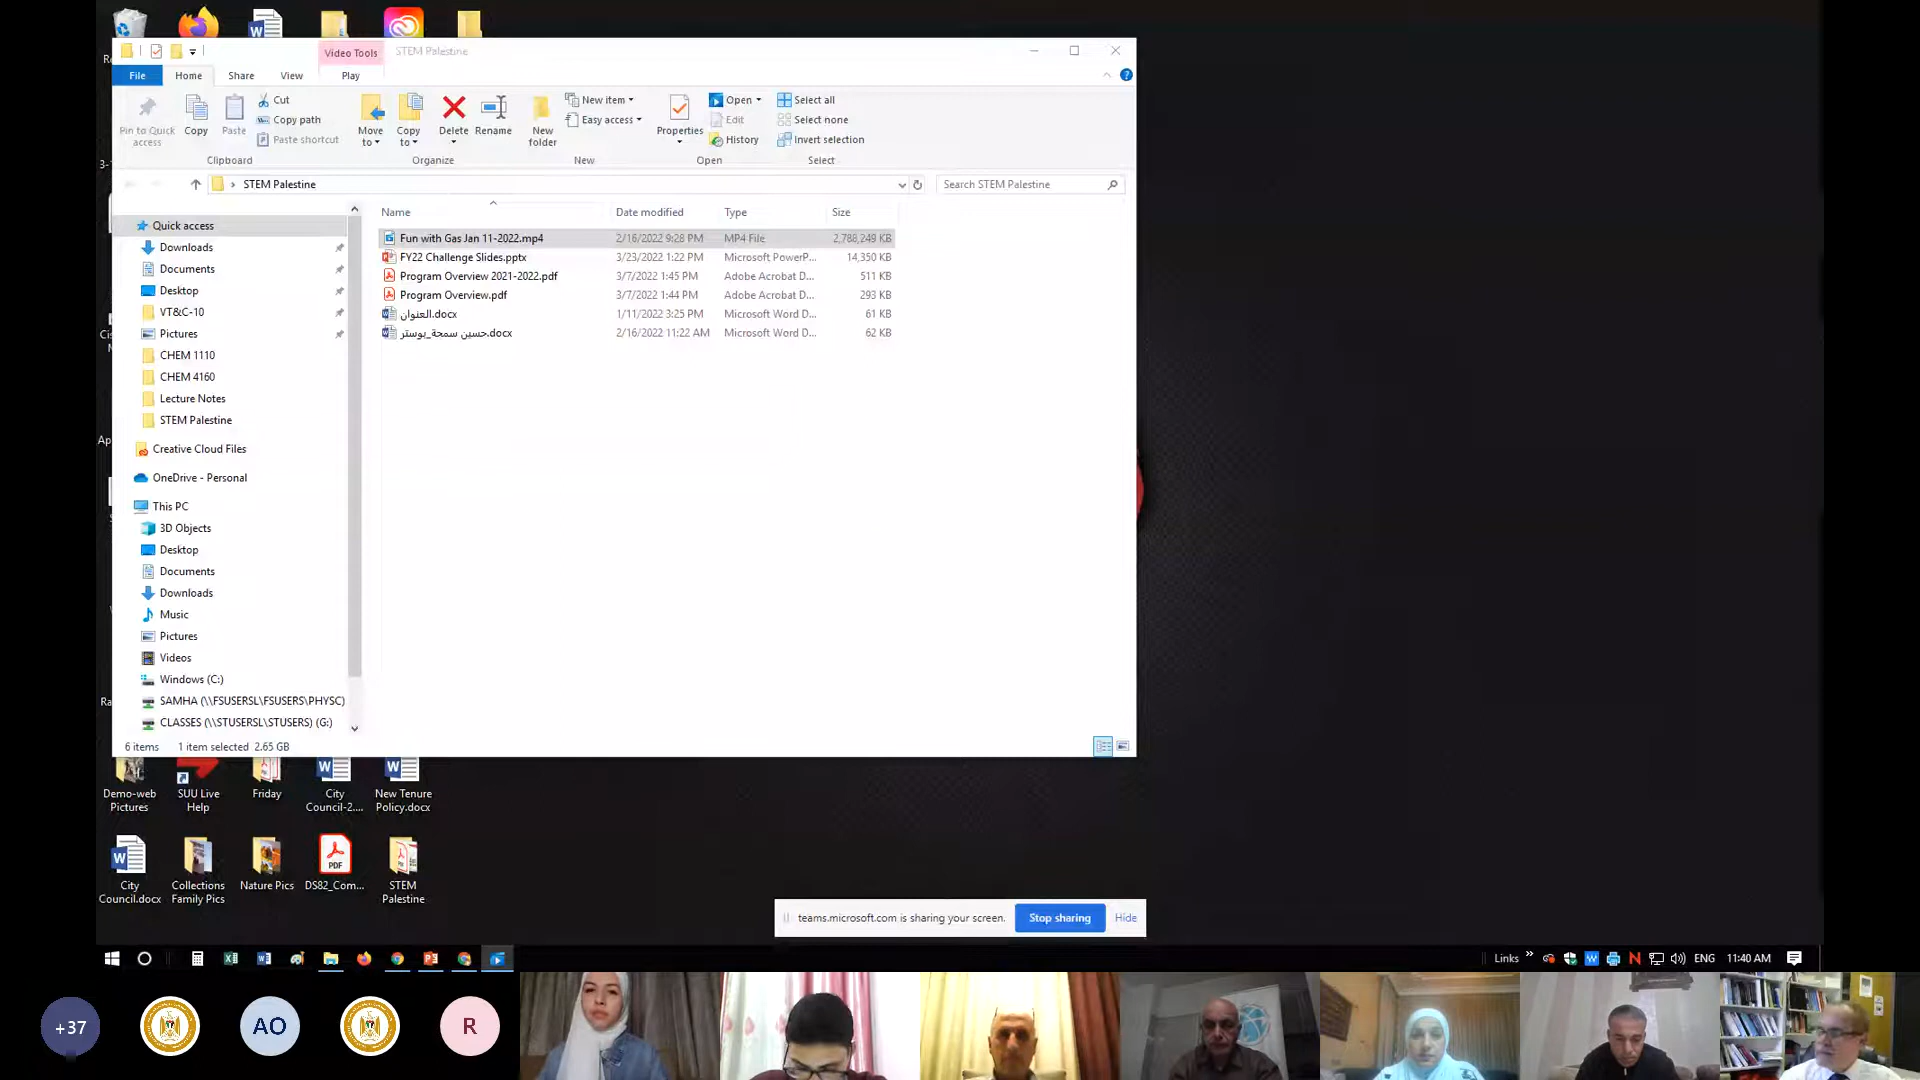 Video Tools
STEM Palestine
File
Home
Share
View
Play
Pin to Quick access
Copy
Paste
Cut
Copy path
Paste shortcut
Move to
Copy to
Delete
Rename
New folder
New item
Easy access
Properties
Open
Edit
History
Select all
Select none
Invert selection
Clipboard
Organize
New
Open
Select
STEM Palestine
Search STEM Palestine
Name
Date modified
Type
Size
Fun with Gas Jan 11-2022.mp4 2/16/2022 9:28 PM MP4 File 2,788,249 KB
FY22 Challenge Slides.pptx 3/23/2022 1:22 PM Microsoft PowerP... 14,350 KB
Program Overview 2021-2022.pdf 3/7/2022 1:45 PM Adobe Acrobat D... 511 KB
Program Overview.pdf 3/7/2022 1:44 PM Adobe Acrobat D... 293 KB
العنوان.docx 1/11/2022 3:25 PM Microsoft Word D... 61 KB
حسين سمحة_بوستر.docx 2/16/2022 11:22 AM Microsoft Word D... 62 KB
Quick access
Downloads
Documents
Desktop
VT&C-10
Pictures
CHEM 1110
CHEM 4160
Lecture Notes
STEM Palestine
Creative Cloud Files
OneDrive - Personal
This PC
3D Objects
Desktop
Documents
Downloads
Music
Pictures
Videos
Windows (C:)
SAMHA (\\FSUSERSL\FSUSERS\PHYSC)
CLASSES (\\STUSERSL\STUSERS) (G:)
6 items
1 item selected 2.65 GB
Demo-web Pictures
SUU Live Help
Friday
City Council-2....
New Tenure Policy.docx
City Council.docx
Collections Family Pics
Nature Pics
PDF
DS82_Com...
STEM Palestine
teams.microsoft.com is sharing your screen.
Stop sharing
Hide
Links
ENG
11:40 AM
+37
AO
R